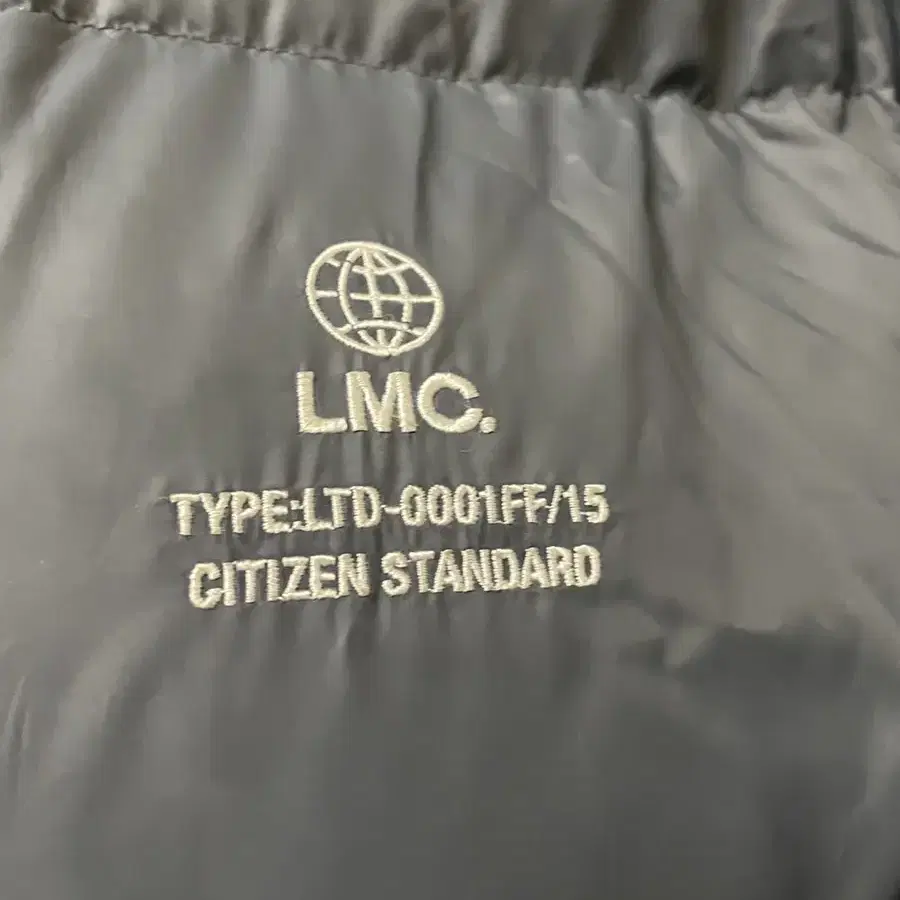 LMC.
TYPE:LTD-0001FF/15
CITIZEN STANDARD